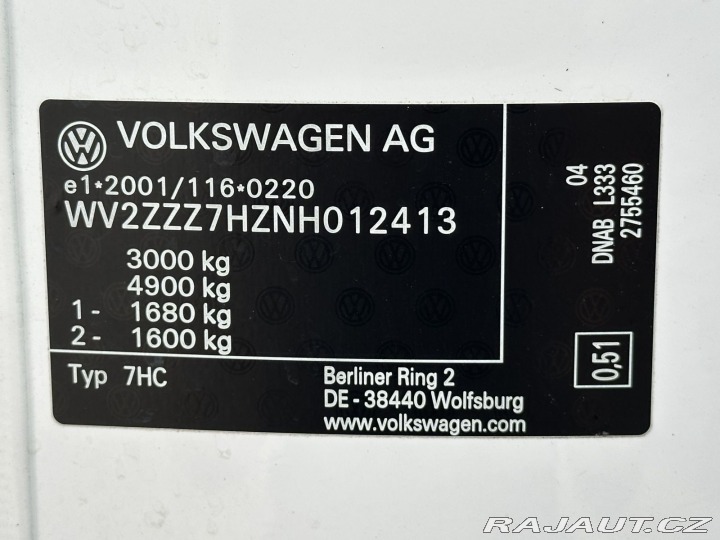 VOLKSWAGEN AG
e1*2001/116*0220
WV2ZZZ7HZNH012413
3000 kg
4900 kg
1- 1680 kg
2- 1600 kg
Typ 7HC
Berliner Ring 2
DE - 38440 Wolfsburg
www.volkswagen.com
04
DNAB L333
2755460
0,51
RAJAUT.CZ